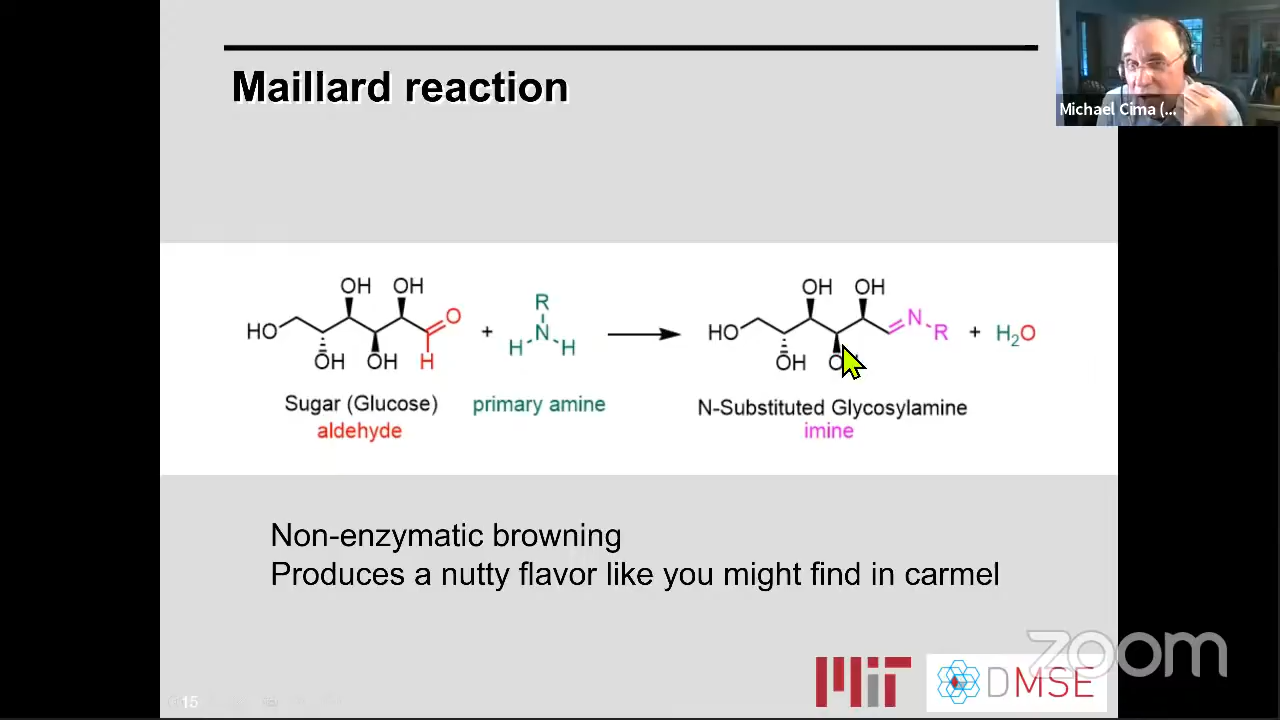 Maillard reaction
Michael Cima (...
OH OH OH OH
HO O + R N H H N R + H2O
OH OH H OH
Sugar (Glucose) primary amine N-Substituted Glycosylamine
aldehyde imine
Non-enzymatic browning
Produces a nutty flavor like you might find in carmel
zoom
MIT DMSE
15